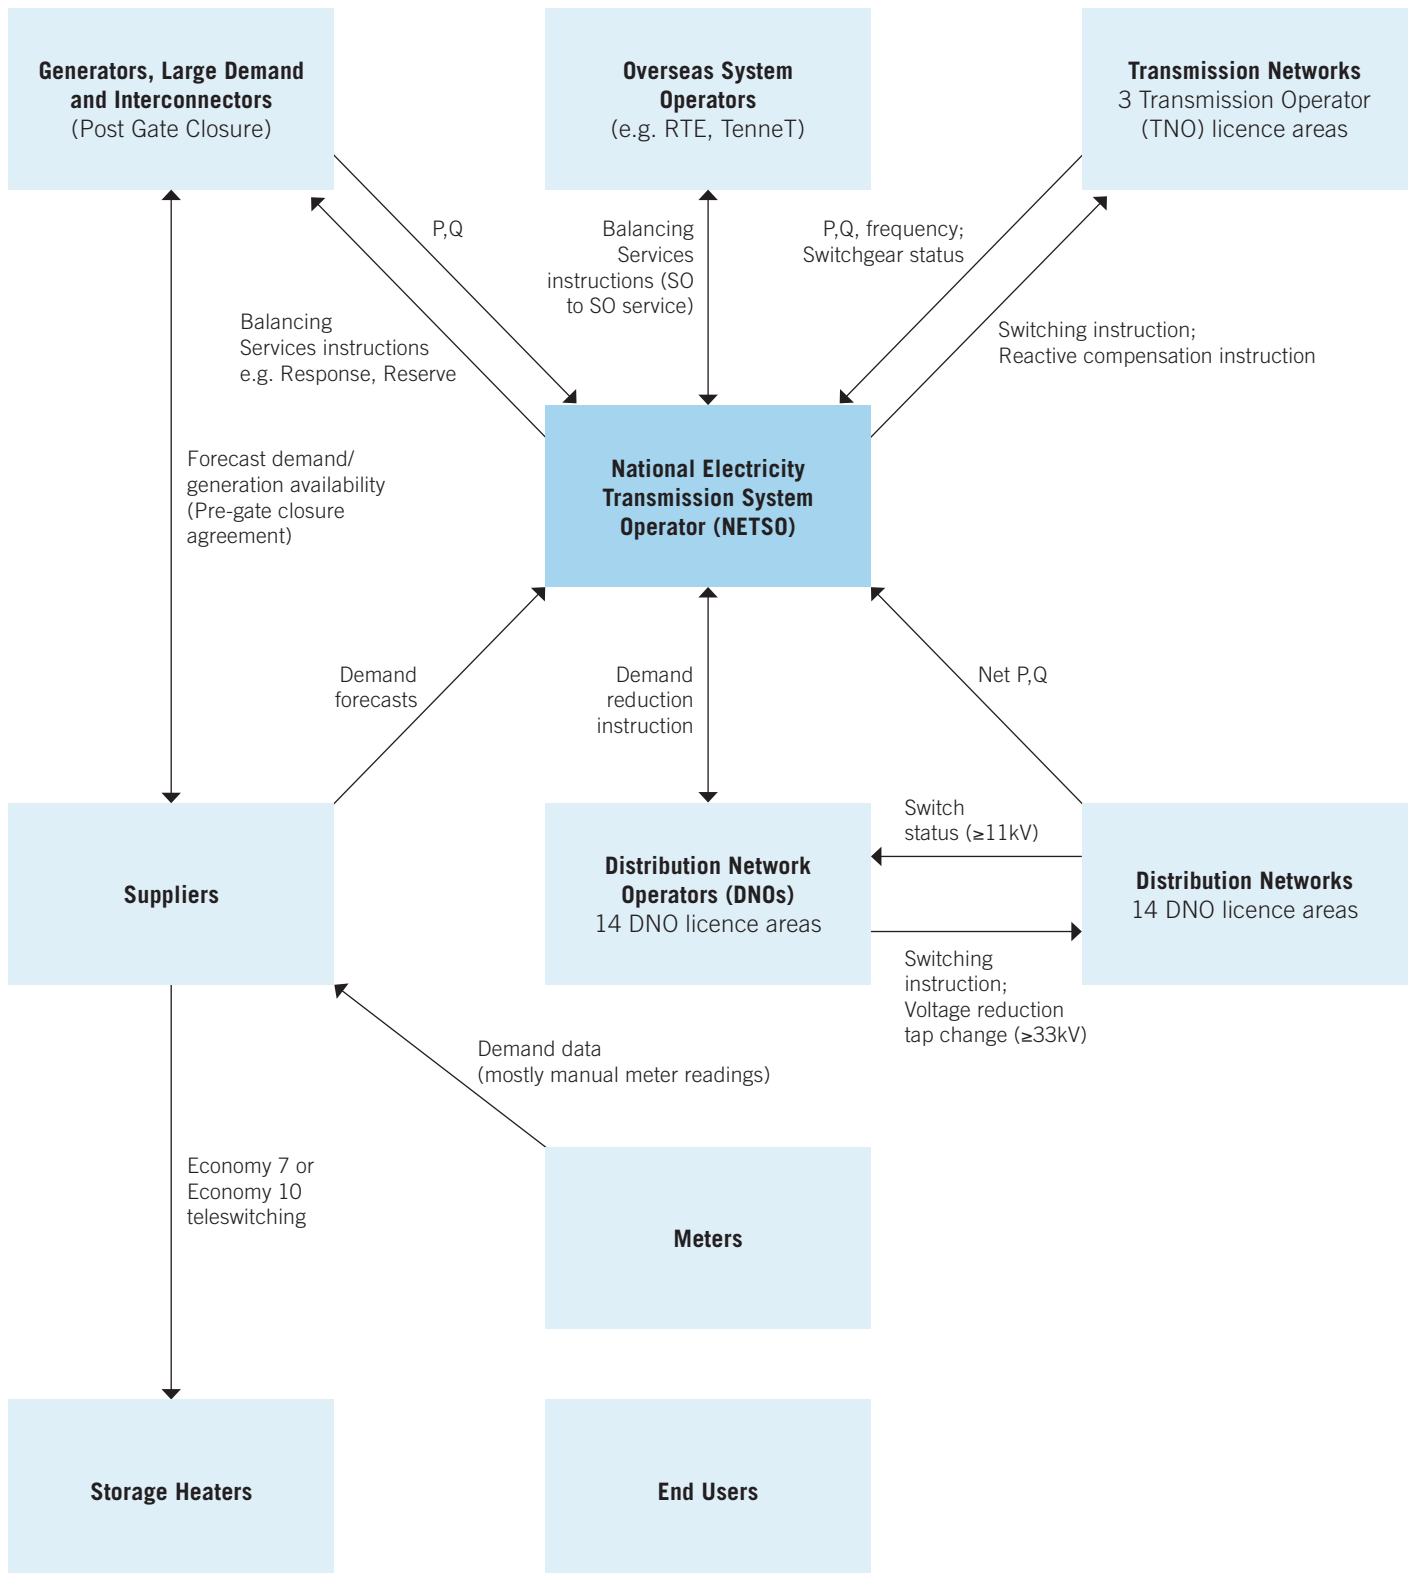 Generators, Large Demand
and Interconnectors
(Post Gate Closure)
Overseas System
Operators
(e.g. RTE, TenneT)
Transmission Networks
3 Transmission Operator
(TNO) licence areas
P,Q
Balancing
Services
instructions (SO
to SO service)
P,Q, frequency;
Switchgear status
Balancing
Services instructions
e.g. Response, Reserve
Switching instruction;
Reactive compensation instruction
Forecast demand/
generation availability
(Pre-gate closure
agreement)
National Electricity
Transmission System
Operator (NETSO)
Demand
forecasts
Demand
reduction
instruction
Net P,Q
Suppliers
Distribution Network
Operators (DNOs)
14 DNO licence areas
Switch
status (≥11kV)
Distribution Networks
14 DNO licence areas
Switching
instruction;
Voltage reduction
tap change (≥33kV)
Demand data
(mostly manual meter readings)
Economy 7 or
Economy 10
teleswitching
Meters
Storage Heaters
End Users